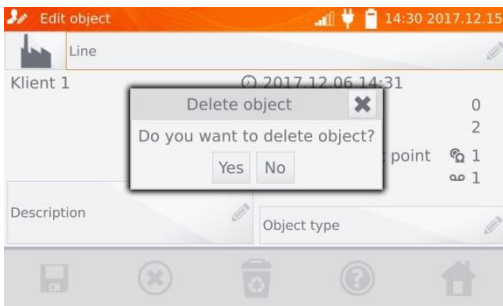 Edit object
14:30 2017.12.15
Line
Klient 1
2017.12.06 14:31
Delete object
0
Do you want to delete object?
2
point
1
Yes No
1
Description
Object type